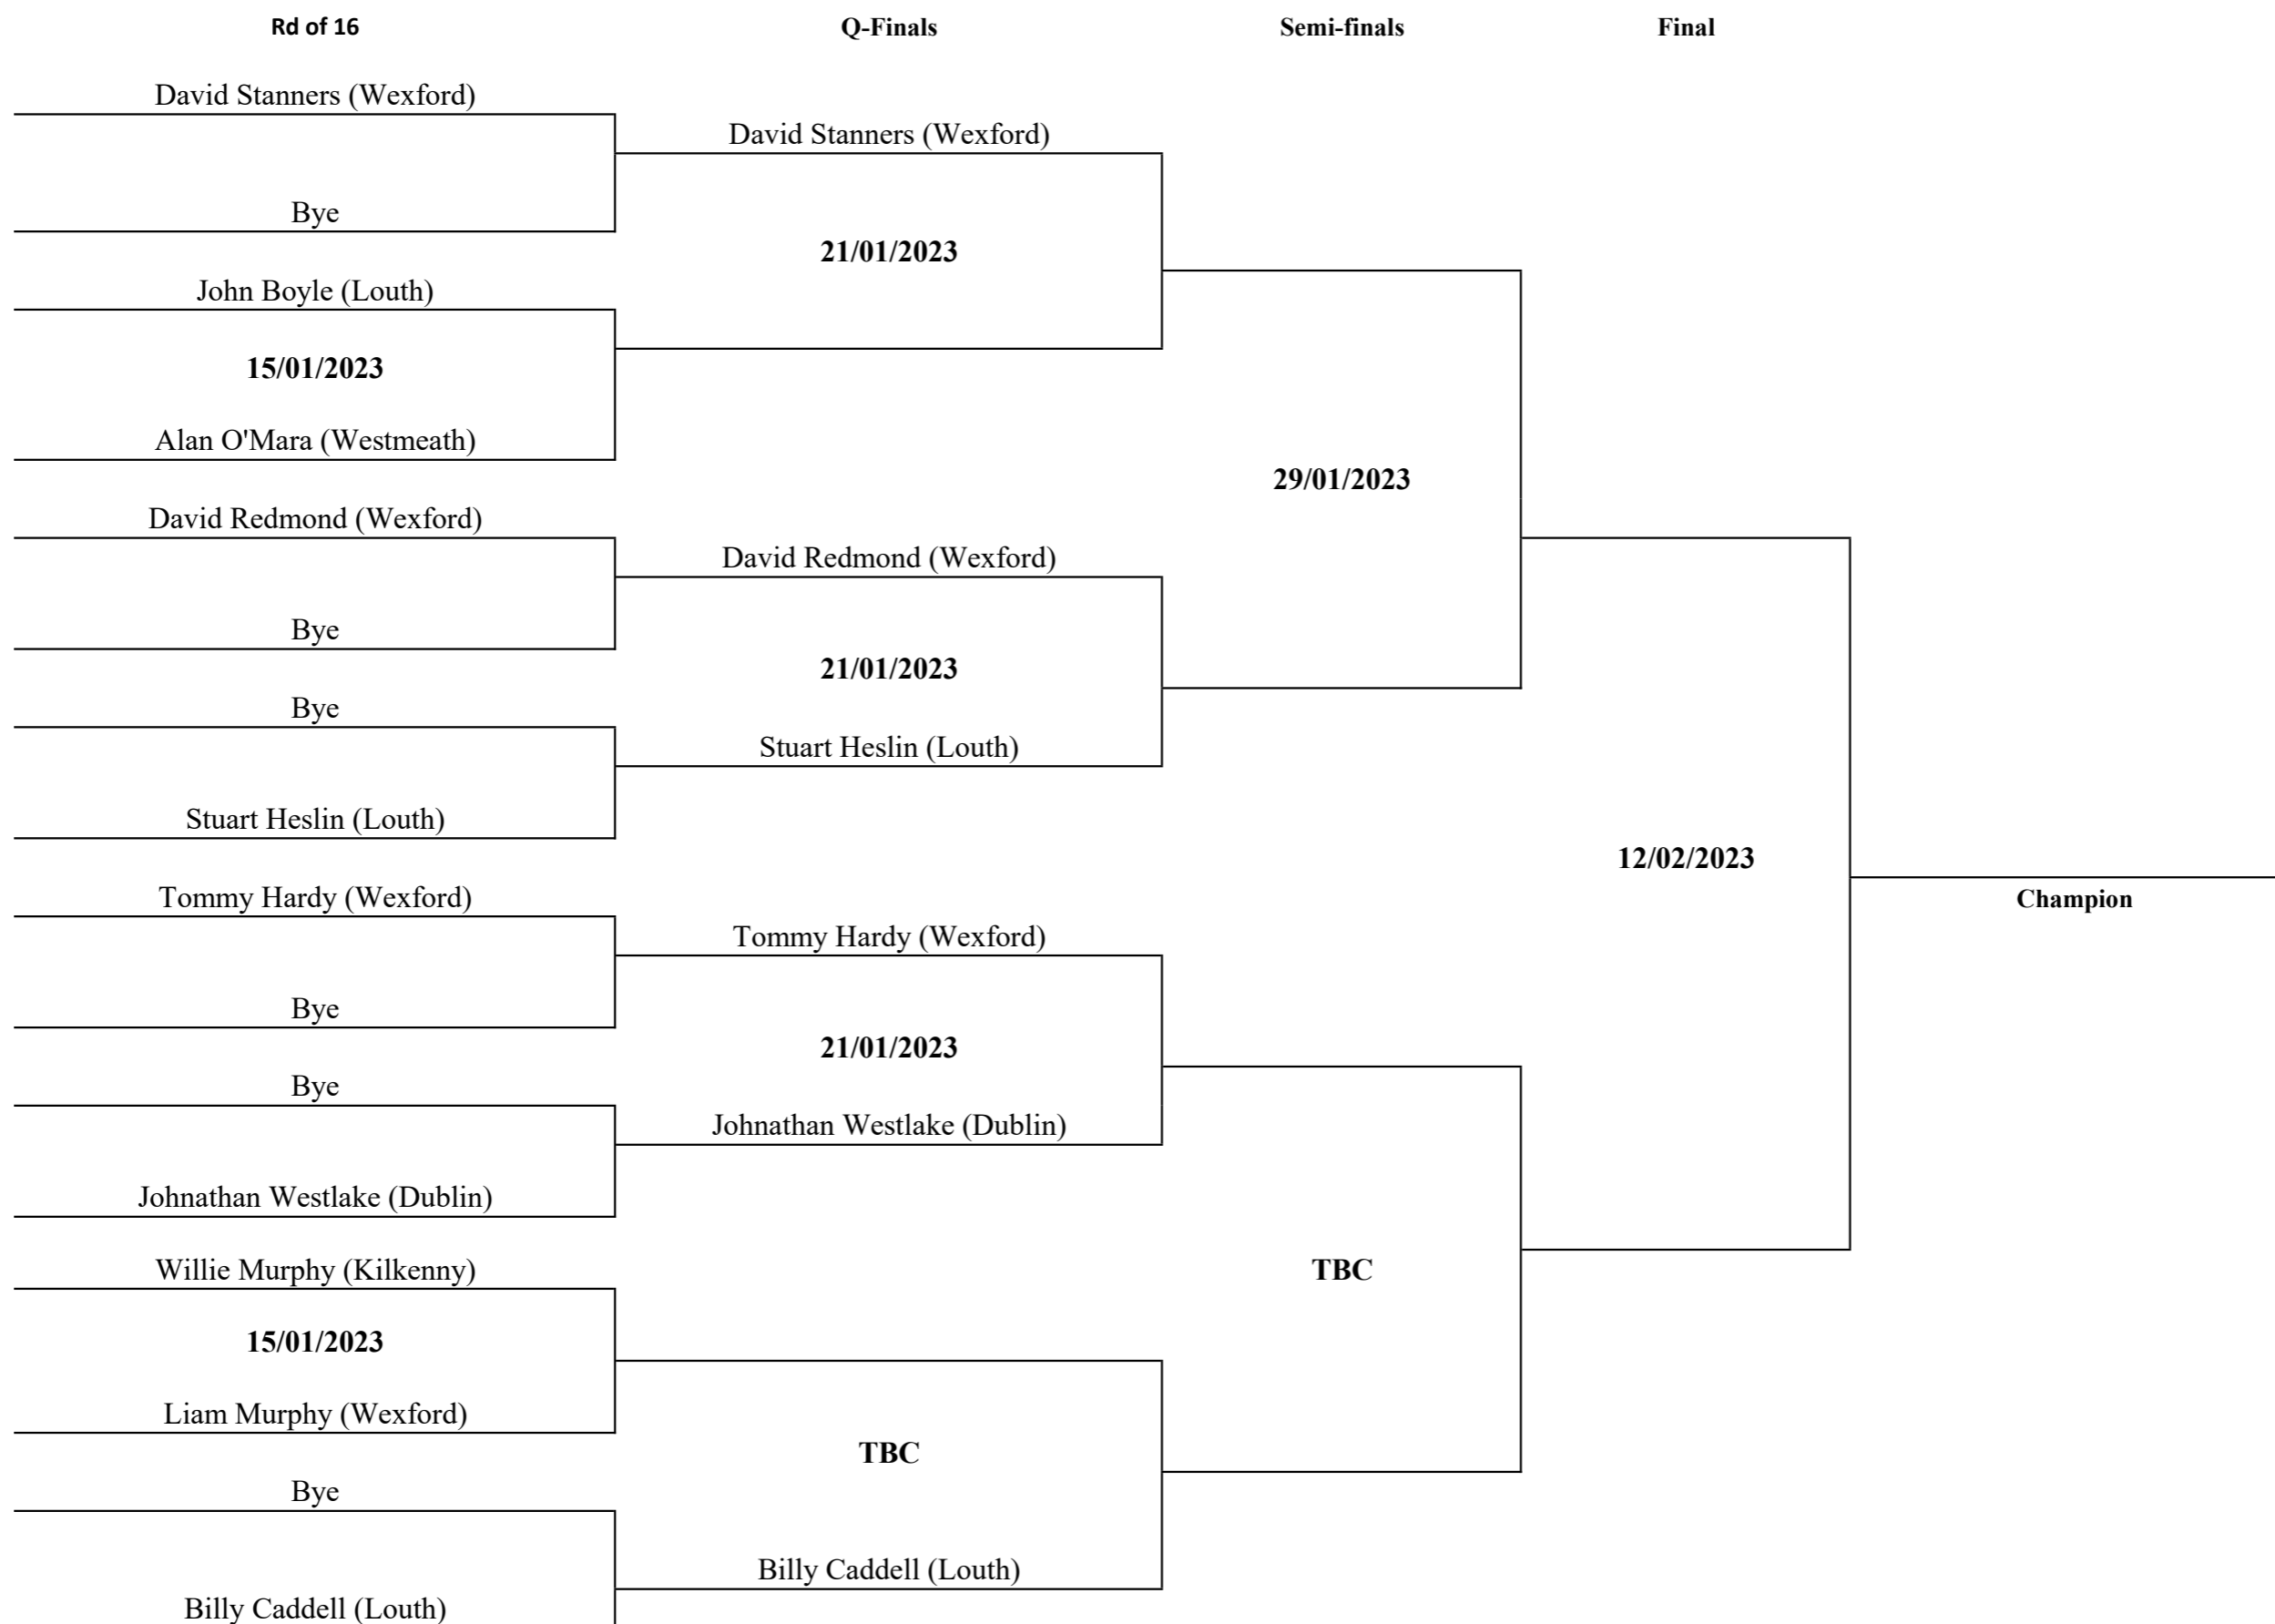 Rd of 16 Q-Finals Semi-finals Final
David Stanners (Wexford)
David Stanners (Wexford)
Bye
21/01/2023
John Boyle (Louth)
15/01/2023
Alan O'Mara (Westmeath)
29/01/2023
David Redmond (Wexford)
David Redmond (Wexford)
Bye
21/01/2023
Bye
Stuart Heslin (Louth)
Stuart Heslin (Louth)
12/02/2023
Tommy Hardy (Wexford)
Champion
Tommy Hardy (Wexford)
Bye
21/01/2023
Bye
Johnathan Westlake (Dublin)
Johnathan Westlake (Dublin)
Willie Murphy (Kilkenny)
TBC
15/01/2023
Liam Murphy (Wexford)
TBC
Bye
Billy Caddell (Louth)
Billy Caddell (Louth)